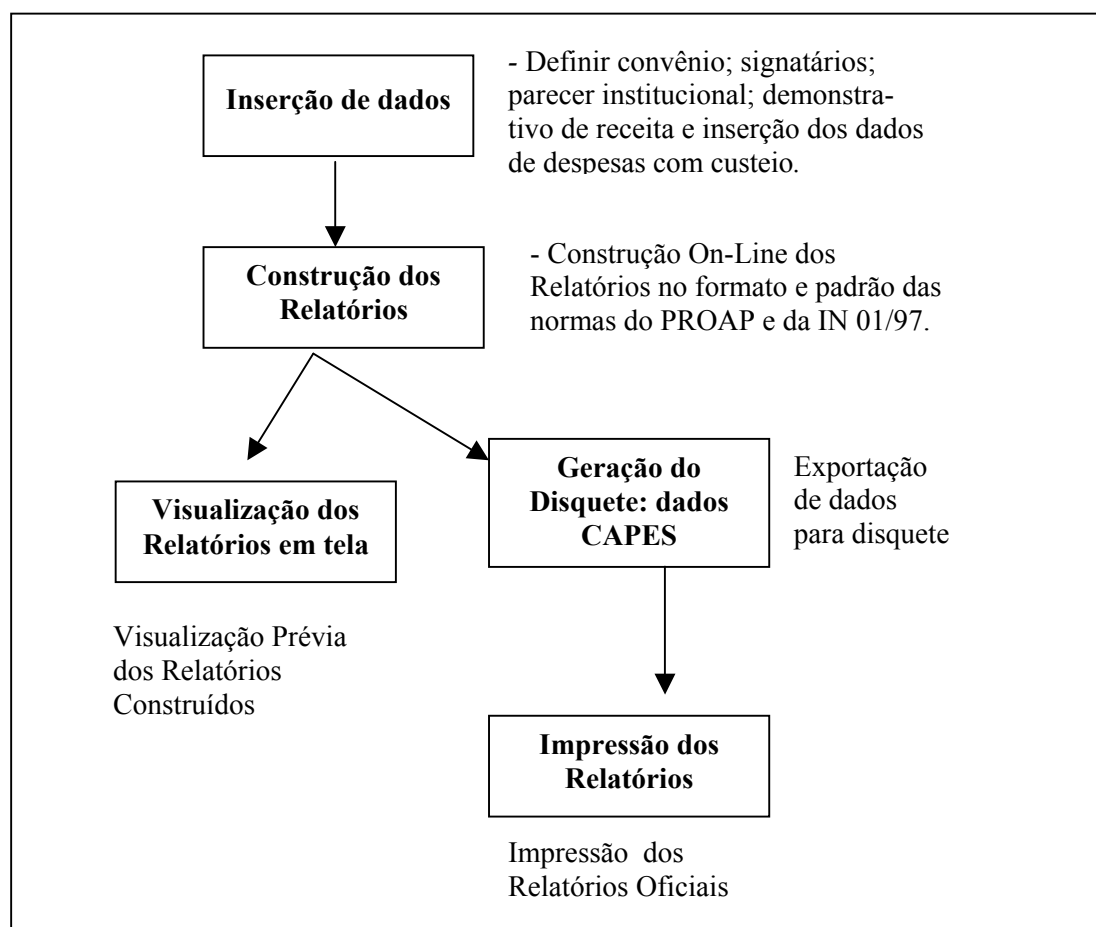 Inserção de dados
- Definir convênio; signatários;
parecer institucional; demonstra-
tivo de receita e inserção dos dados
de despesas com custeio.
Construção dos
Relatórios
- Construção On-Line dos
Relatórios no formato e padrão das
normas do PROAP e da IN 01/97.
Visualização dos
Relatórios em tela
Visualização Prévia
dos Relatórios
Construídos
Geração do
Disquete: dados
CAPES
Exportação
de dados
para disquete
Impressão dos
Relatórios
Impressão dos
Relatórios Oficiais